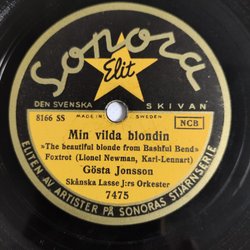 Sonora
Elit
DEN SVENSKA SKIVAN
8166 SS MADE IN SWEDEN NCB
Min vilda blondin
»The beautiful blonde from Bashful Bend»
Foxtrot (Lionel Newman, Karl-Lennart)
Gösta Jonsson
Skånska Lasse J:rs Orkester
7475
ELITEN AV ARTISTER PÅ SONORAS STJÄRNSERIE